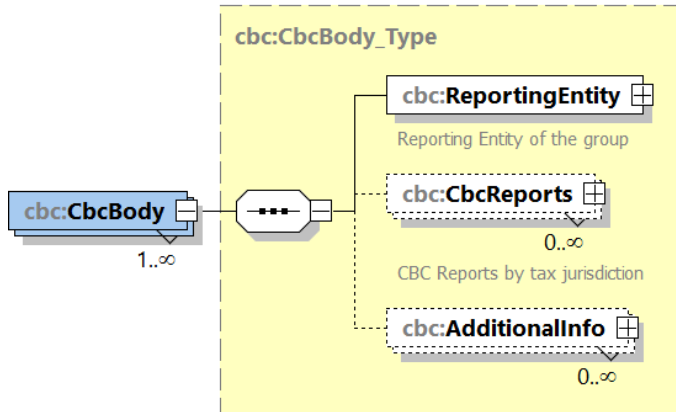 cbc:CbcBody_Type
cbc:ReportingEntity
Reporting Entity of the group
cbc:CbcReports
0..∞
CBC Reports by tax jurisdiction
cbc:CbcBody
1..∞
cbc:AdditionalInfo
0..∞